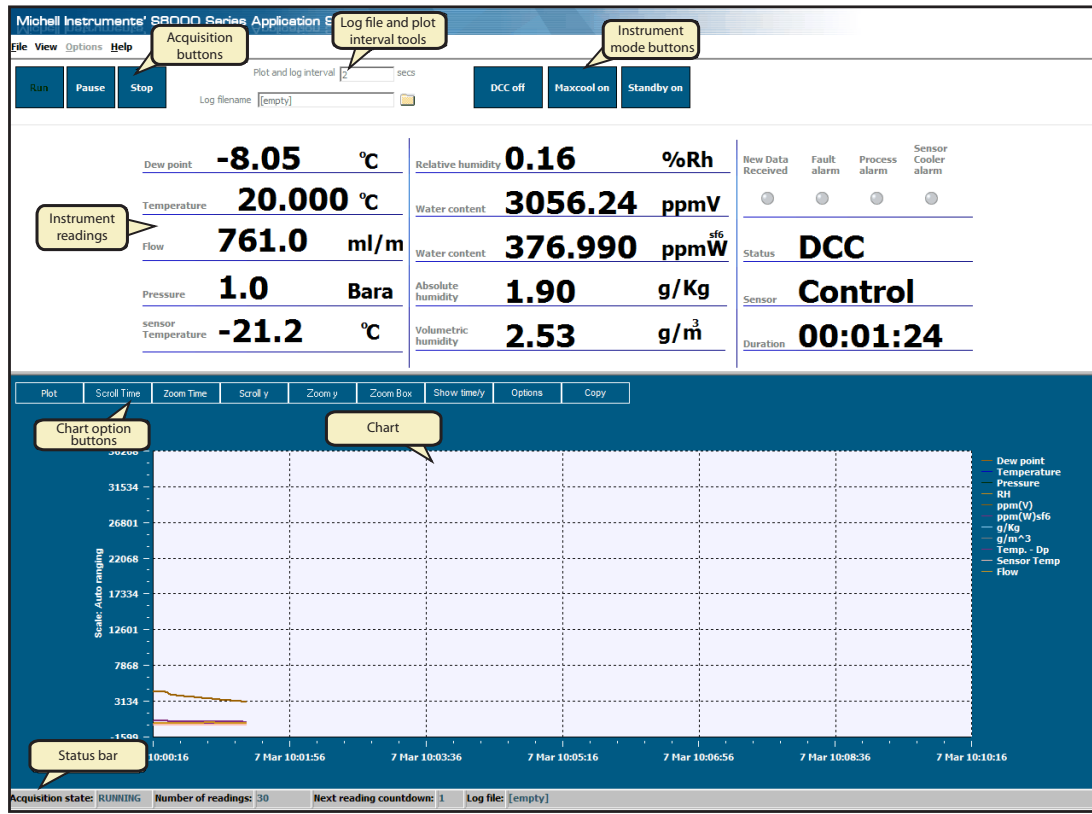 Michell Instruments' S8000 Series Application S
Acquisition
buttons
Log file and plot
interval tools
Instrument
mode buttons
File View Options Help
Run Pause Stop
Plot and log interval 2 secs
Log filename [empty]
DCC off Maxcool on Standby on
Dew point -8.05 °C
Temperature 20.000 °C
Flow 761.0 ml/m
Pressure 1.0 Bara
sensor
Temperature -21.2 °C
Instrument
readings
Relative humidity 0.16 %Rh
Water content 3056.24 ppmV
Water content 376.990 ppmW sf6
Absolute
humidity 1.90 g/Kg
Volumetric
humidity 2.53 g/m3
New Data
Received
Fault
alarm
Process
alarm
Sensor
Cooler
alarm
Status DCC
Sensor Control
Duration 00:01:24
Plot Scroll Time Zoom Time Scroll y Zoom y Zoom Box Show time/y Options Copy
Chart option
buttons
Chart
36268
31534
26801
22068
17334
12601
7868
3134
-1599
Scale: Auto ranging
Dew point
Temperature
Pressure
RH
ppm(V)
ppm(W)sf6
g/Kg
g/m^3
Temp. - Dp
Sensor Temp
Flow
Status bar
10:00:16 7 Mar 10:01:56 7 Mar 10:03:36 7 Mar 10:05:16 7 Mar 10:06:56 7 Mar 10:08:36 7 Mar 10:10:16
Acquisition state: RUNNING Number of readings: 30 Next reading countdown: 1 Log file: [empty]